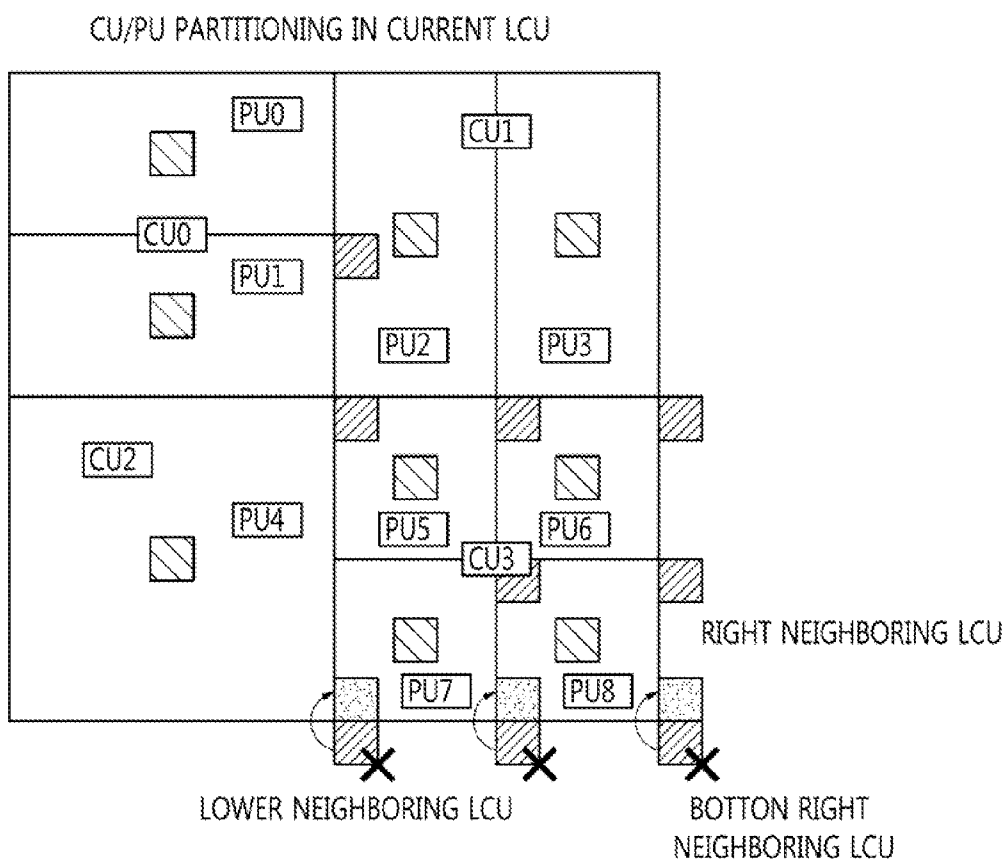 CU/PU PARTITIONING IN CURRENT LCU
PU0
CU1
CU0
PU1
PU2
PU3
CU2
PU4
PU5
PU6
CU3
RIGHT NEIGHBORING LCU
PU7
PU8
LOWER NEIGHBORING LCU
BOTTON RIGHT
NEIGHBORING LCU